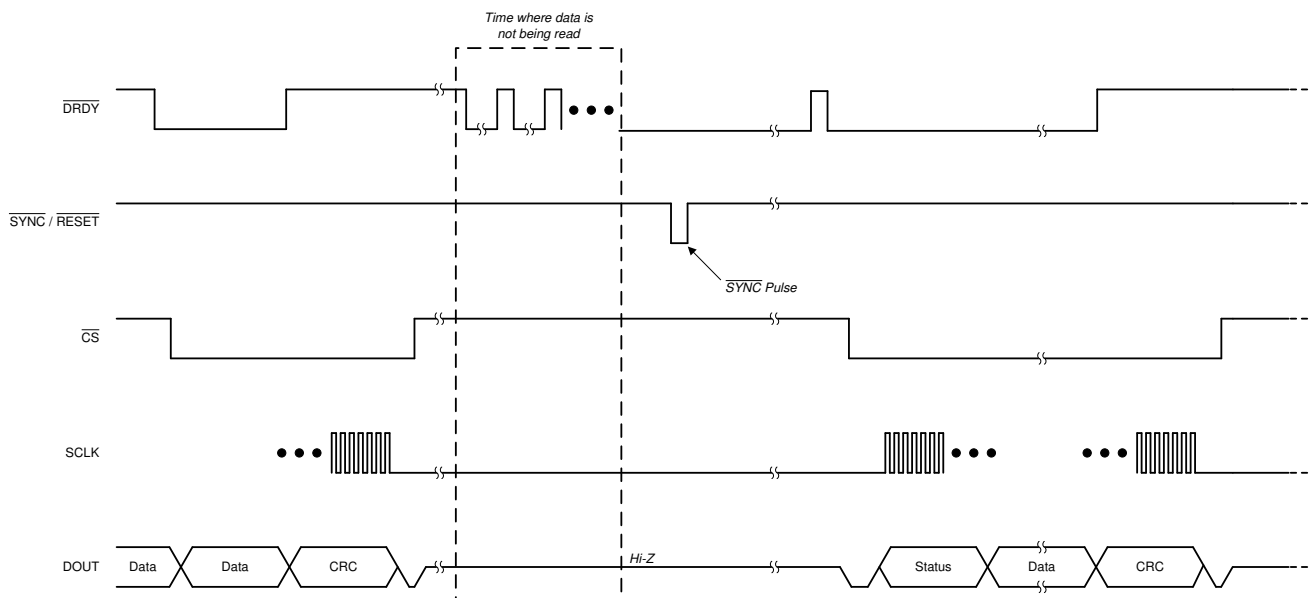 Time where data is
not being read
DRDY
SYNC / RESET
SYNC Pulse
CS
SCLK
DOUT
Data
Data
CRC
Hi-Z
Status
Data
CRC